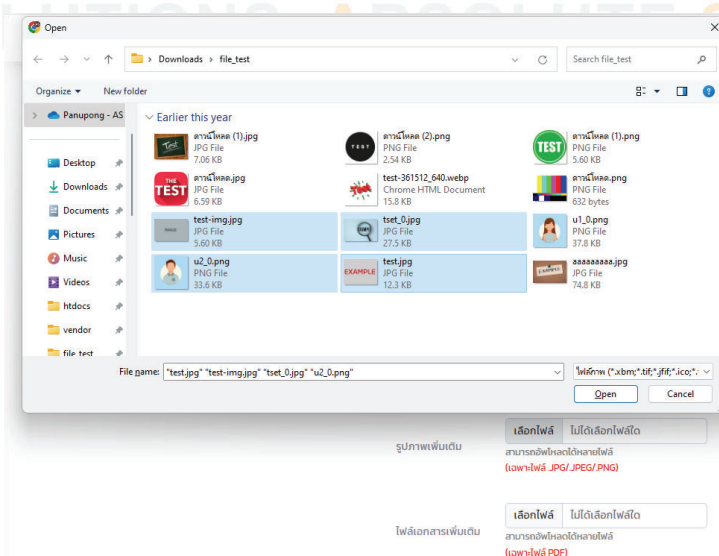 LUTIONS ABSOLUTE
Open
Downloads > file_test
Search file_test
Organize
New folder
Panupong - AS
Desktop
Downloads
Documents
Pictures
Music
Videos
htdocs
vendor
file test
Earlier this year
ดาวน์โหลด (1).jpg
JPG File
7.06 KB
ดาวน์โหลด (2).png
PNG File
2.54 KB
ดาวน์โหลด (1).png
PNG File
5.60 KB
ดาวน์โหลด.jpg
JPG File
6.59 KB
test-361512_640.webp
Chrome HTML Document
15.8 KB
ดาวน์โหลด.png
PNG File
632 bytes
test-img.jpg
JPG File
5.60 KB
tset_0.jpg
JPG File
27.5 KB
u1_0.png
PNG File
37.8 KB
u2_0.png
PNG File
33.6 KB
test.jpg
JPG File
12.3 KB
aaaaaaaaa.jpg
JPG File
74.8 KB
Test
TEST
TEST
THE
TEST
EXAMPLE
EXAMPLE
File name: "test.jpg" "test-img.jpg" "tset_0.jpg" "u2_0.png"
ไฟล์ภาพ (*.xbm;*.tif;*.jfif;*.ico;*.
Open
Cancel
รูปภาพเพิ่มเติม
เลือกไฟล์ ไม่ได้เลือกไฟล์ใด
สามารถอัพโหลดได้หลายไฟล์
(เฉพาะไฟล์ .JPG/.JPEG/.PNG)
ไฟล์เอกสารเพิ่มเติม
เลือกไฟล์ ไม่ได้เลือกไฟล์ใด
สามารถอัพโหลดได้หลายไฟล์
(เฉพาะไฟล์ PDF)